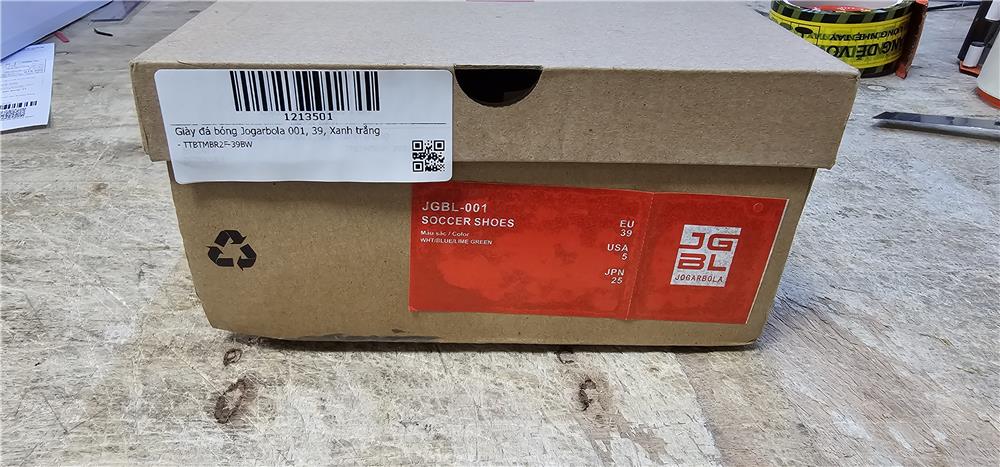 1213501
Giày đá bóng Jogarbola 001, 39, Xanh trắng
- TTBTMBR2F-39BW
JGBL-001
SOCCER SHOES
Màu sắc / Color
WHT/BLUE/LIME GREEN
EU
39
USA
5
JPN
25
JG
BL
JOGARBOLA